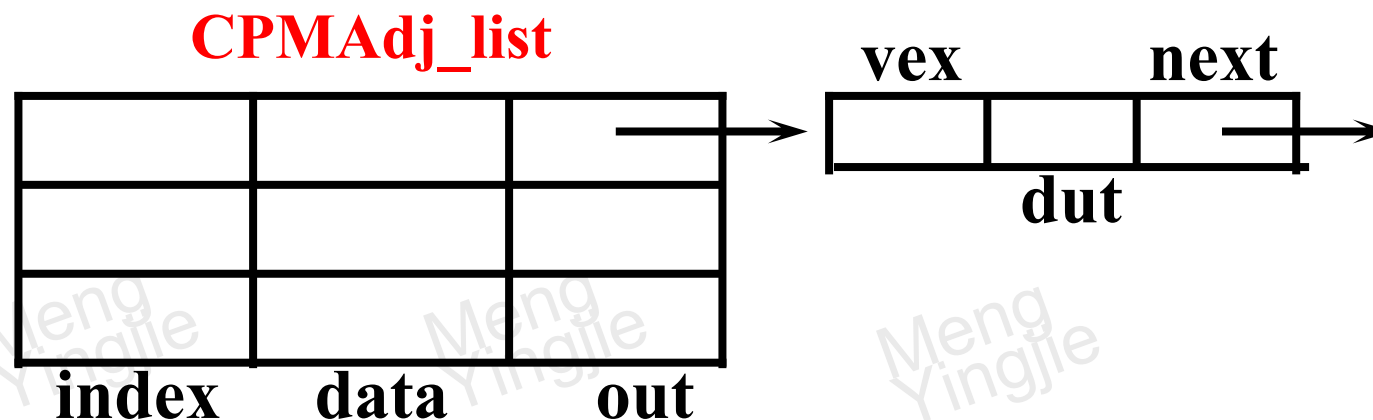 CPMAdj_list
vex next
dut
index data out
Meng
Yingjie
Meng
Yingjie
Meng
Yingjie